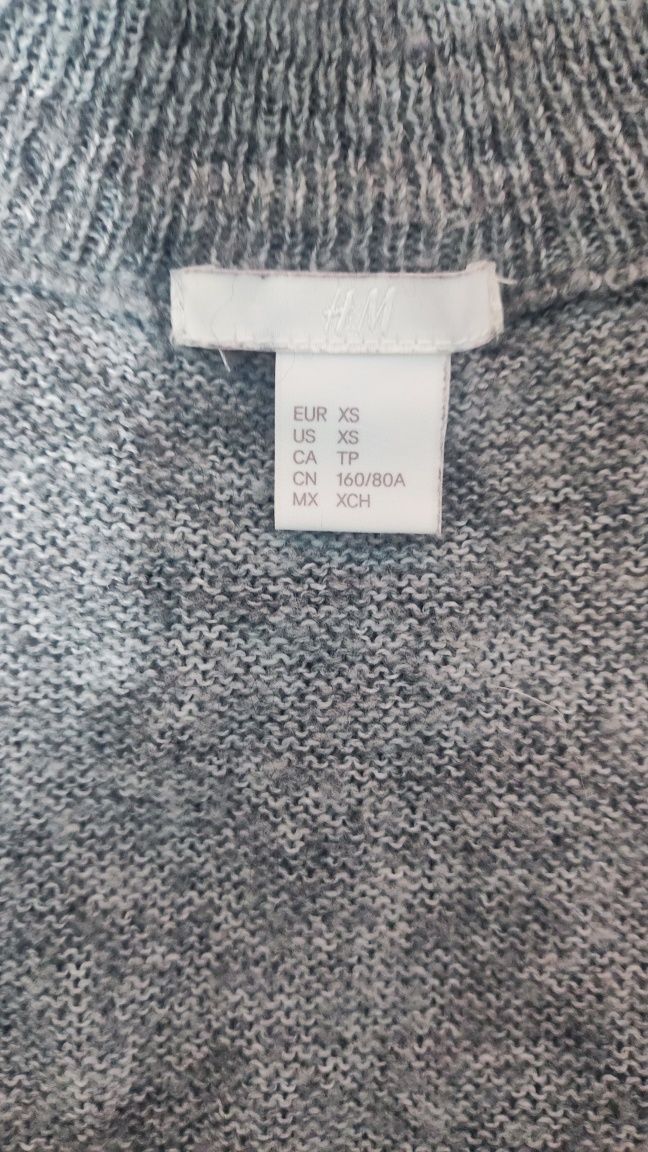 H&M
EUR XS
US XS
CA TP
CN 160/80A
MX XCH